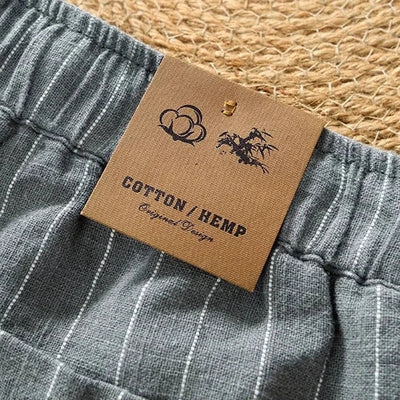 COTTON / HEMP
Original Design